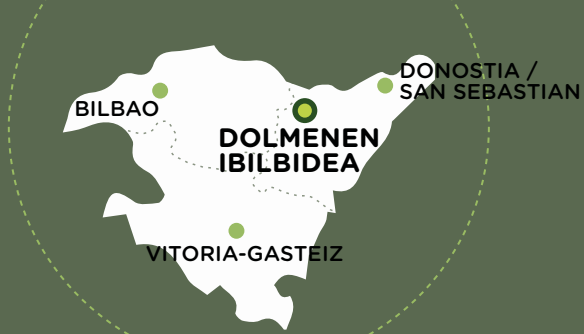 DONOSTIA /
SAN SEBASTIAN
BILBAO
DOLMENEN
IBILBIDEA
VITORIA-GASTEIZ